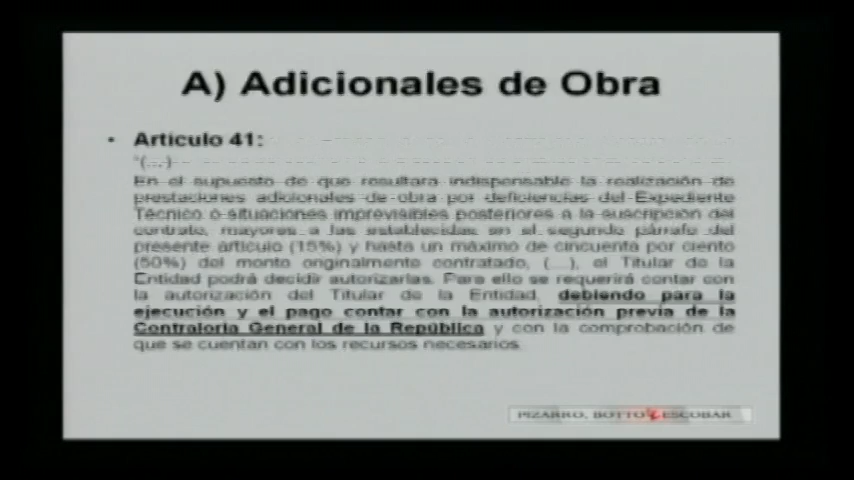 A) Adicionales de Obra
• Artículo 41:
"(...)
En el supuesto de que resultara indispensable la realización de
prestaciones adicionales de obra por deficiencias del Expediente
Técnico o situaciones imprevisibles posteriores a la suscripción del
contrato, mayores a las establecidas en el segundo párrafo del
presente artículo (15%) y hasta un máximo de cincuenta por ciento
(50%) del monto originalmente contratado, (...), el Titular de la
Entidad podrá decidir autorizarlas. Para ello se requerirá contar con
la autorización del Titular de la Entidad, debiendo para la
ejecución y el pago contar con la autorización previa de la
Contraloría General de la República y con la comprobación de
que se cuentan con los recursos necesarios.
PIZARRO, BOTTO & ESCOBAR